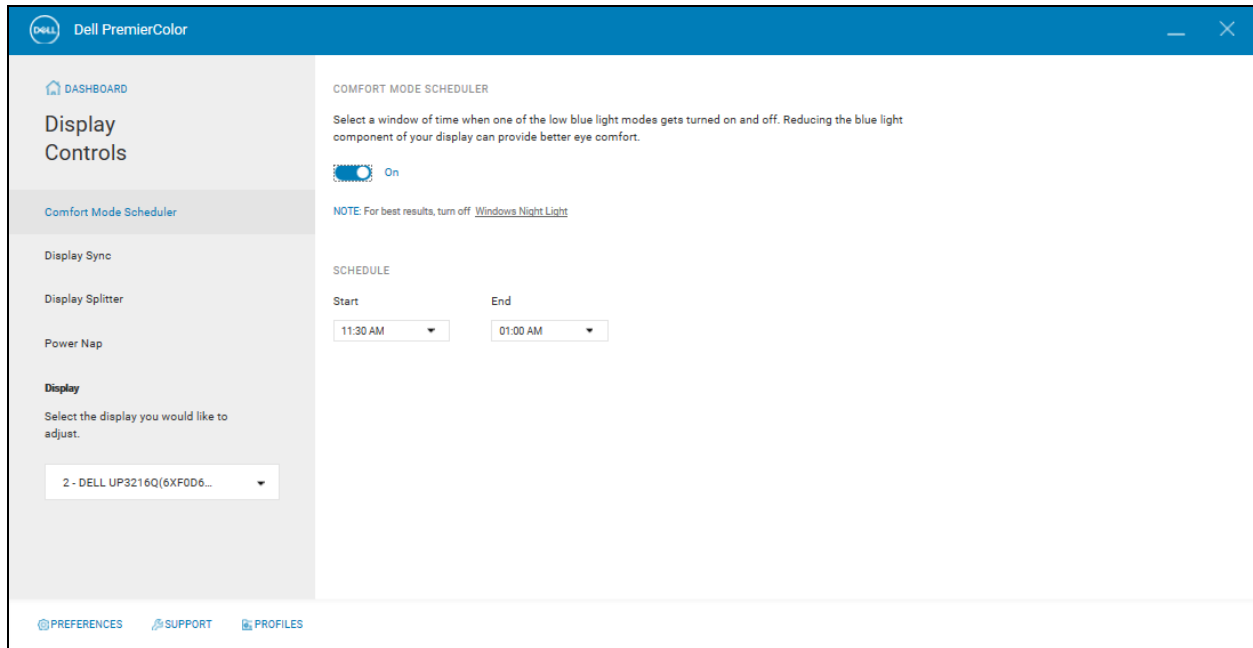 DELL
Dell PremierColor
DASHBOARD
Display
Controls
Comfort Mode Scheduler
Display Sync
Display Splitter
Power Nap
Display
Select the display you would like to
adjust.
2 - DELL UP3216Q(6XF0D6...
COMFORT MODE SCHEDULER
Select a window of time when one of the low blue light modes gets turned on and off. Reducing the blue light
component of your display can provide better eye comfort.
On
NOTE: For best results, turn off Windows Night Light
SCHEDULE
Start End
11:30 AM 01:00 AM
PREFERENCES SUPPORT PROFILES